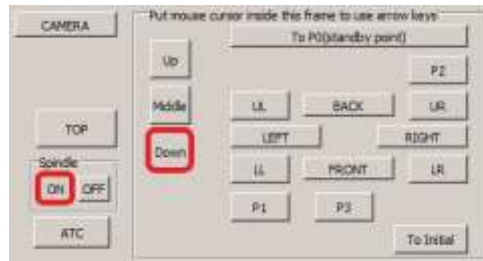 CAMERA
Put mouse cursor inside this frame to use arrow keys
To P0(standby point)
Up
P2
Middle
UL
BACK
UR
TOP
LEFT
RIGHT
Down
Spindle
LL
FRONT
LR
ON
OFF
P1
P3
ATC
To Initial